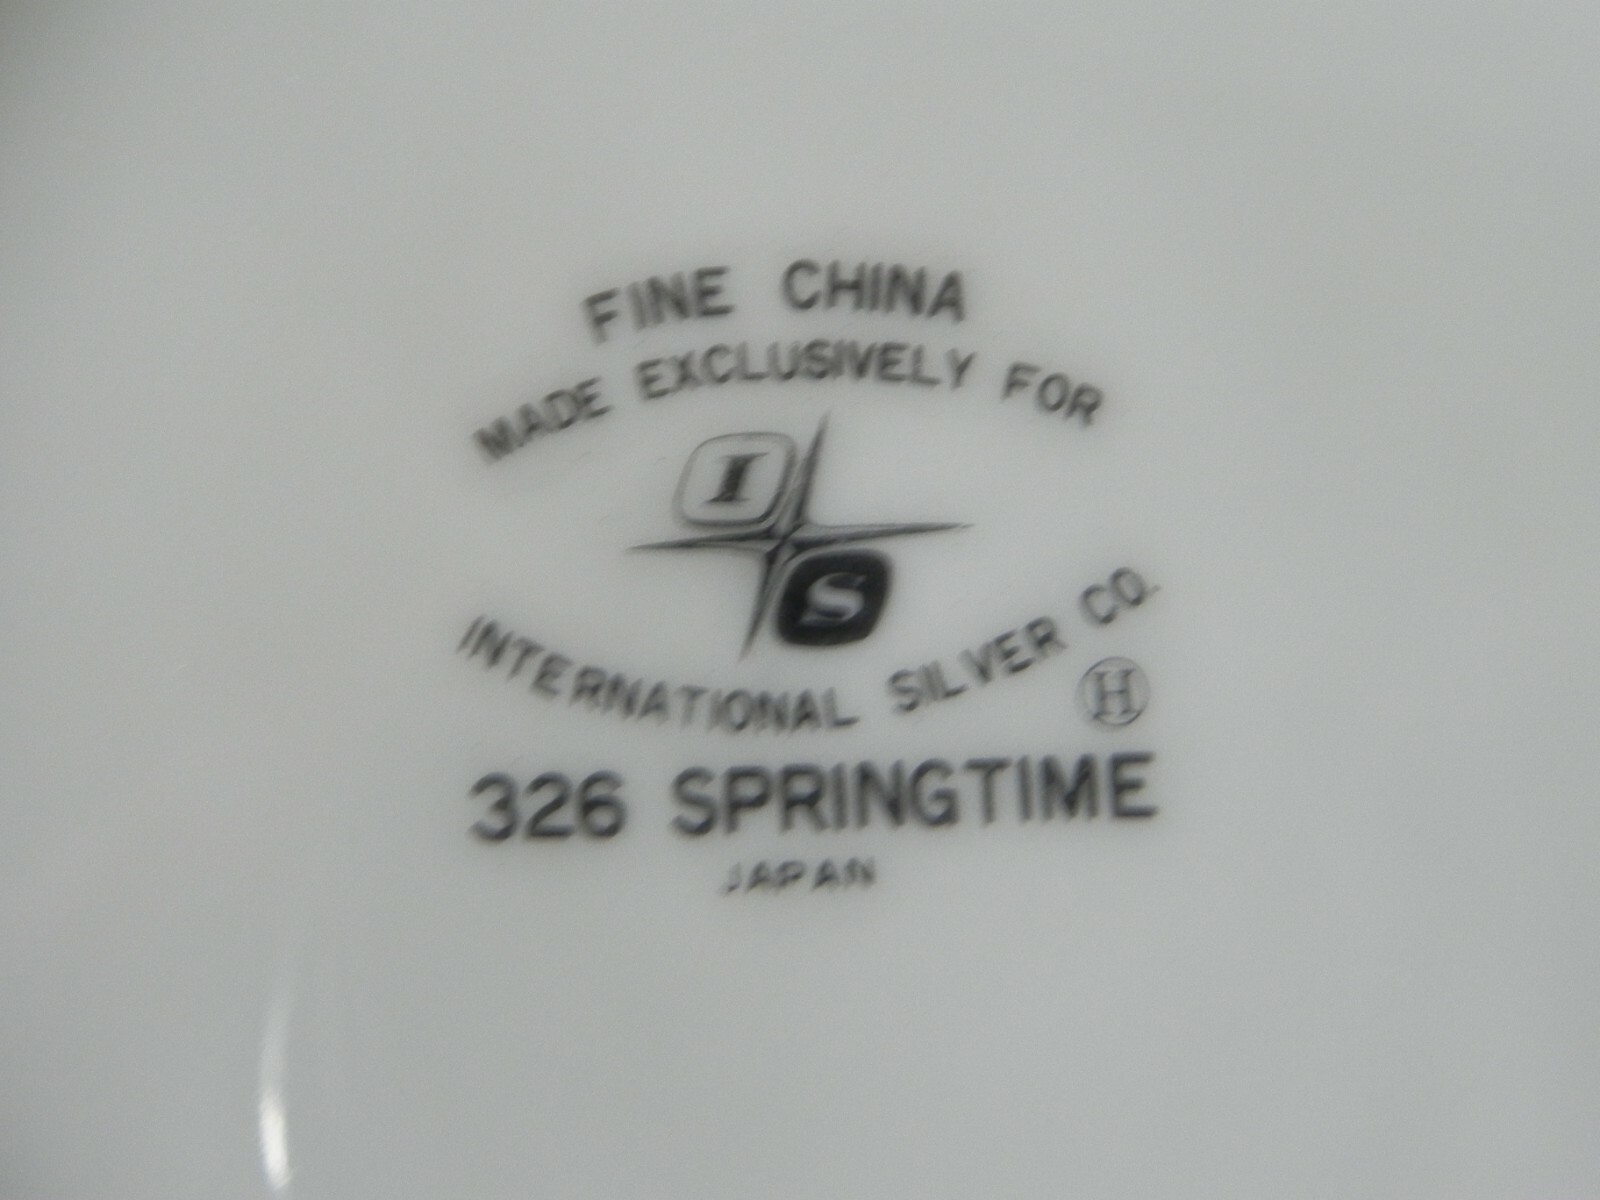 FINE CHINA
MADE EXCLUSIVELY FOR
I
S
INTERNATIONAL SILVER CO.
H
326 SPRINGTIME
JAPAN